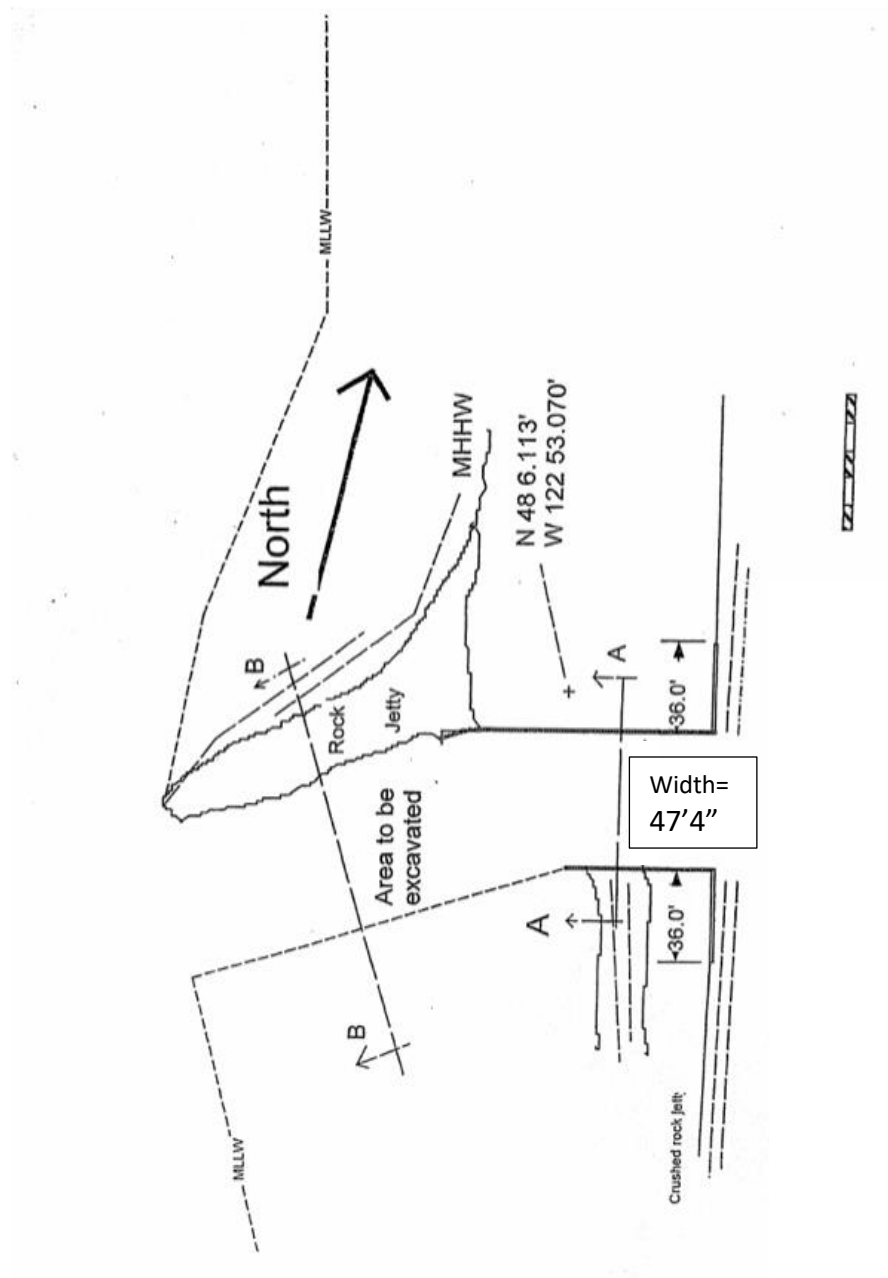 MLLW
North
MHHW
N 48 6.113'
W 122 53.070'
B
Rock
Jetty
A
36.0'
Width=
47’4”
Area to be
excavated
A
36.0'
B
MLLW
Crushed rock jetty